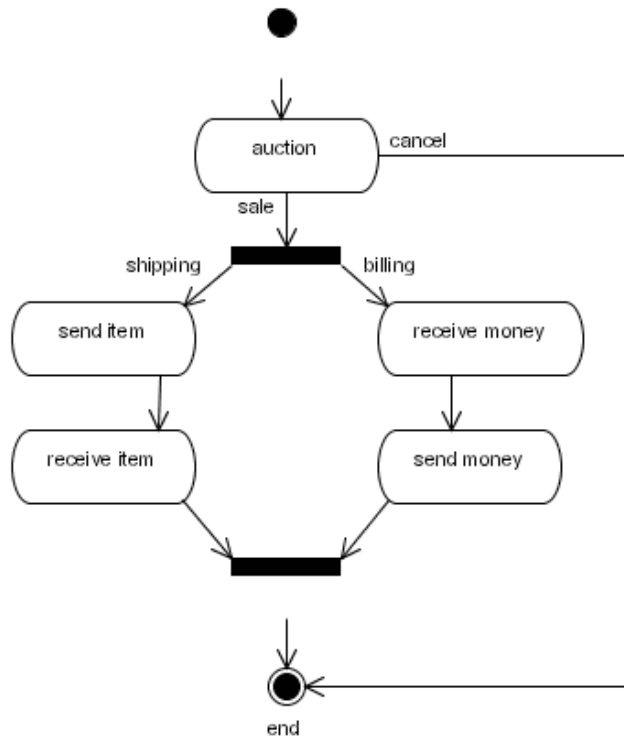 auction
cancel
sale
shipping
billing
send item
receive money
receive item
send money
end